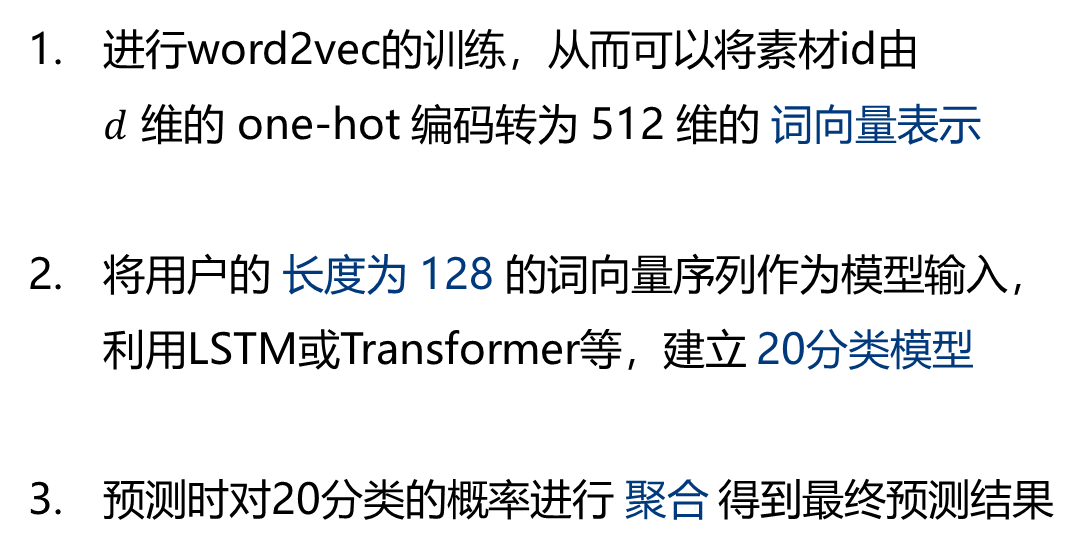 1. 进行word2vec的训练，从而可以将素材id由
d 维的 one-hot 编码转为 512 维的 词向量表示
2. 将用户的 长度为 128 的词向量序列作为模型输入，
利用LSTM或Transformer等，建立 20分类模型
3. 预测时对20分类的概率进行 聚合 得到最终预测结果